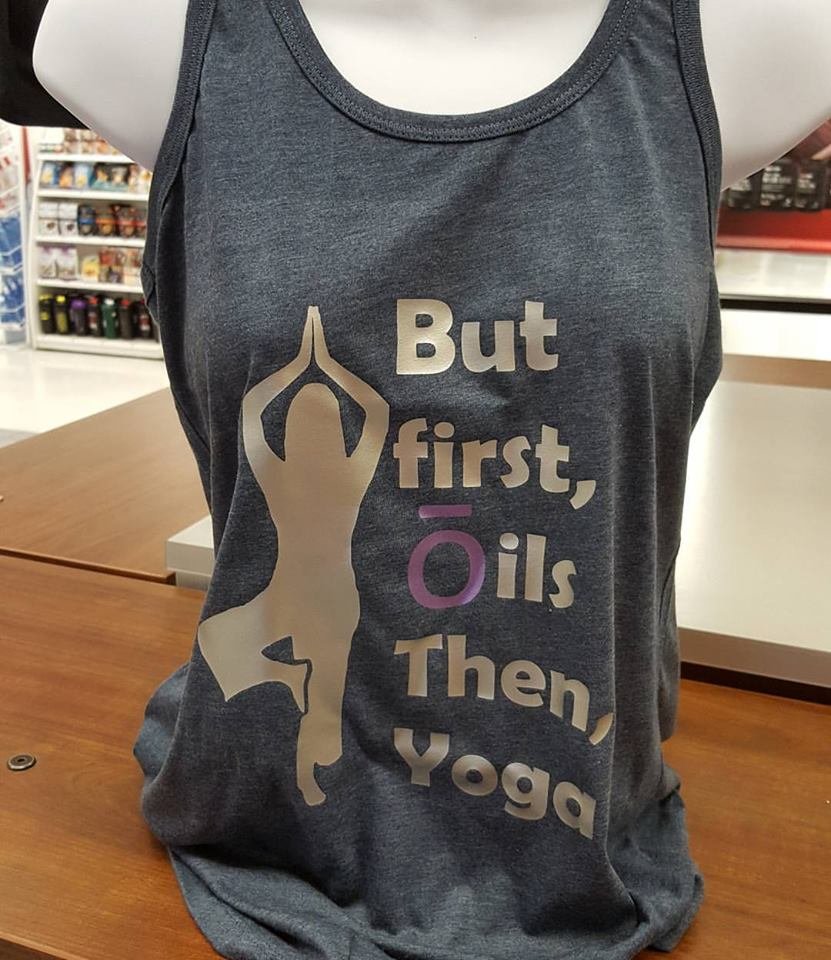 But
first,
Ōils
Then,
Yoga